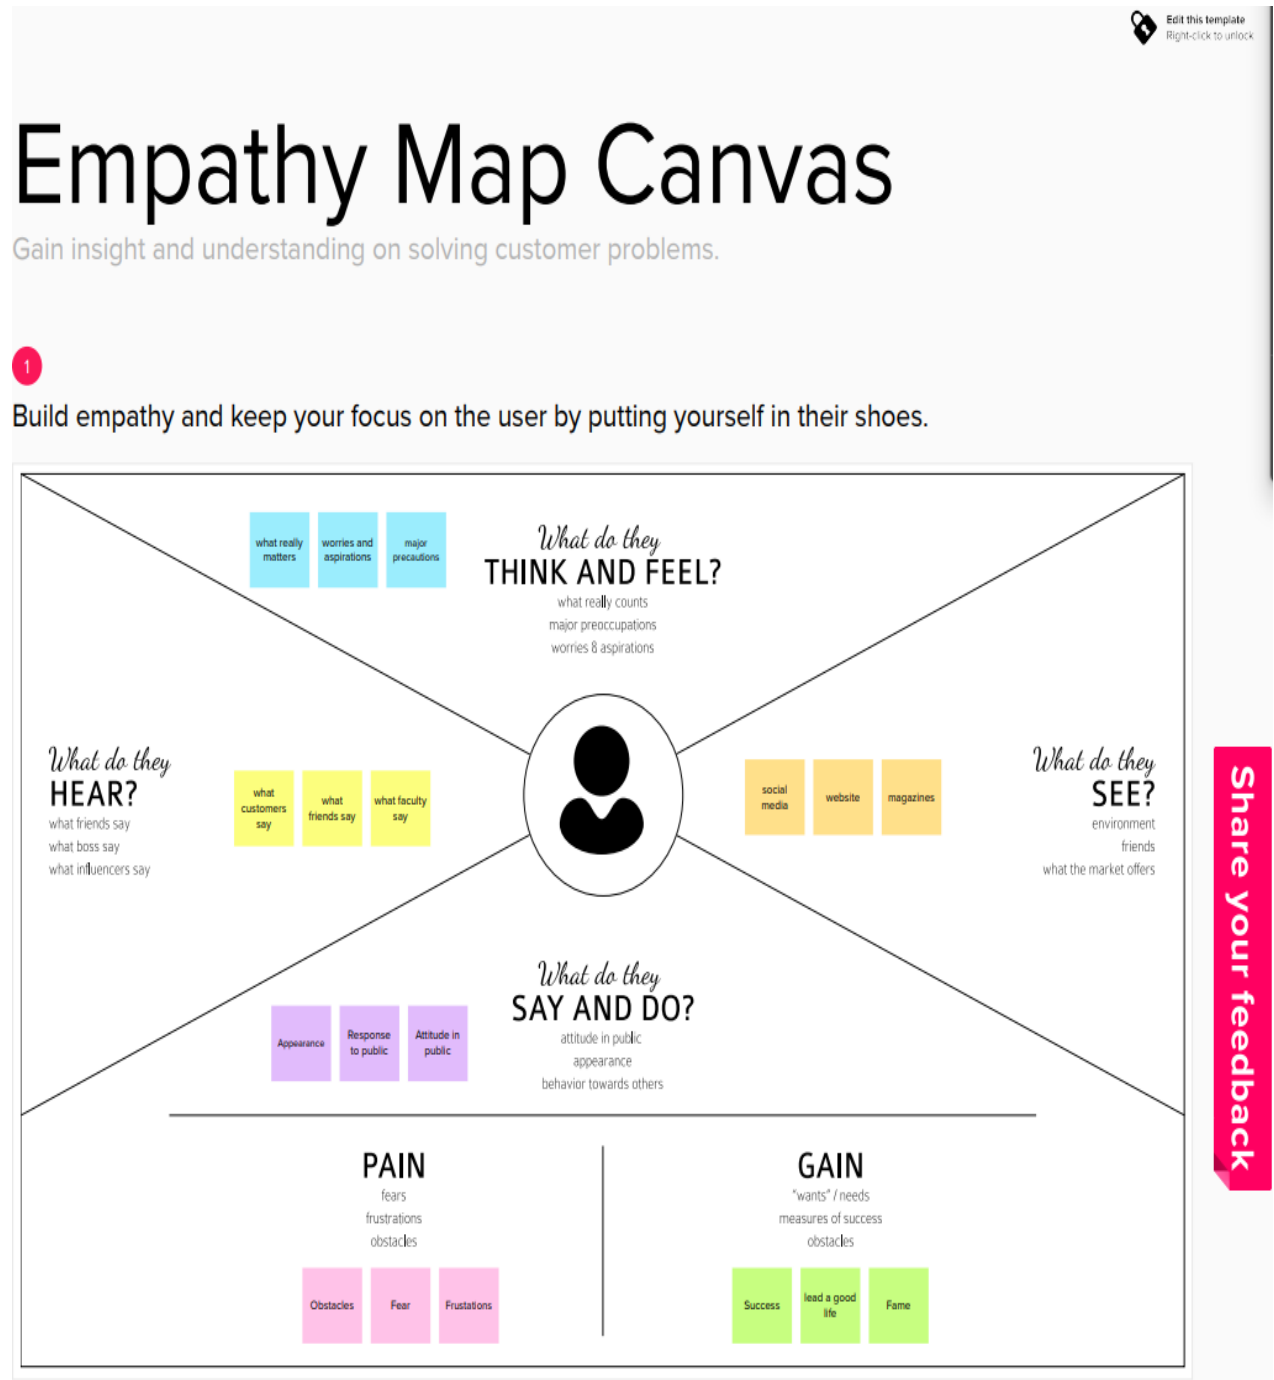 Edit this template
Right-click to unlock
Empathy Map Canvas
Gain insight and understanding on solving customer problems.
1
Build empathy and keep your focus on the user by putting yourself in their shoes.
what really
matters
worries and
aspirations
major
precautions
What do they
THINK AND FEEL?
what really counts
major preoccupations
worries & aspirations
What do they
HEAR?
what friends say
what boss say
what influencers say
what
customers
say
what
friends say
what faculty
say
social
media
website
magazines
What do they
SEE?
environment
friends
what the market offers
Share your feedback
What do they
SAY AND DO?
attitude in public
appearance
behavior towards others
Appearance
Response
to public
Attitude in
public
PAIN
fears
frustrations
obstacles
Obstacles
Fear
Frustations
GAIN
"wants" / needs
measures of success
obstacles
Success
lead a good
life
Fame